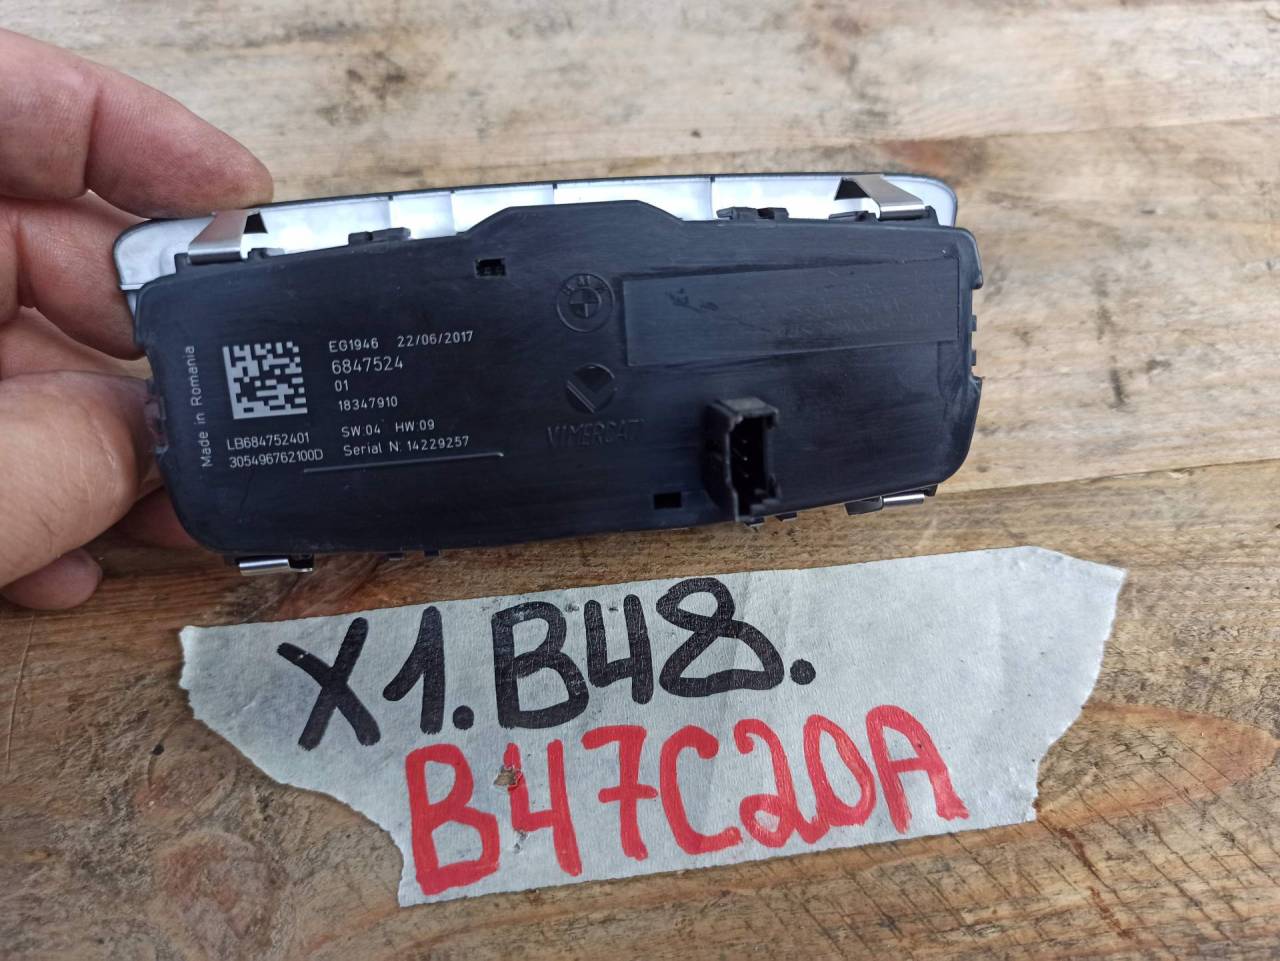 Made in Romania
EG1946 22/06/2017
6847524
01
18347910
SW:04 HW:09
Serial N: 14229257
LB684752401
305496762100D
BMW
VIMERCATI
X1.B48.
B47C20A